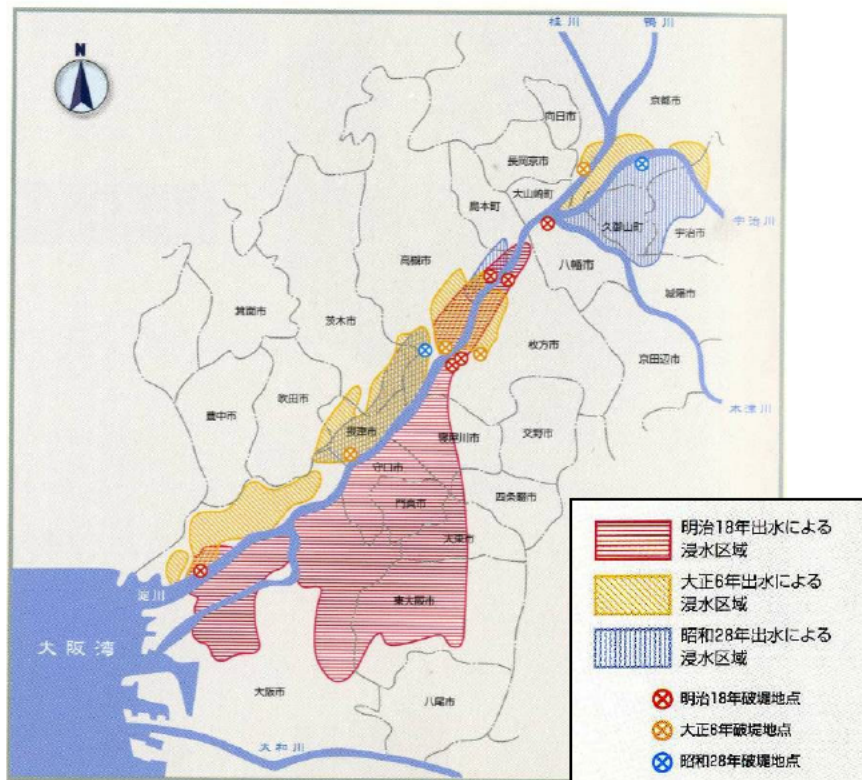 桂川
鴨川
N
京都市
向日市
長岡京市
大山崎町
島本町
久御山町
宇治市
宇治川
高槻市
八幡市
城陽市
箕面市
茨木市
枚方市
京田辺市
木津川
豊中市
吹田市
摂津市
寝屋川市
交野市
守口市
門真市
四条畷市
大東市
淀川
東大阪市
大阪湾
大阪市
八尾市
大和川
明治18年出水による
浸水区域
大正6年出水による
浸水区域
昭和28年出水による
浸水区域
明治18年破堤地点
大正6年破堤地点
昭和28年破堤地点